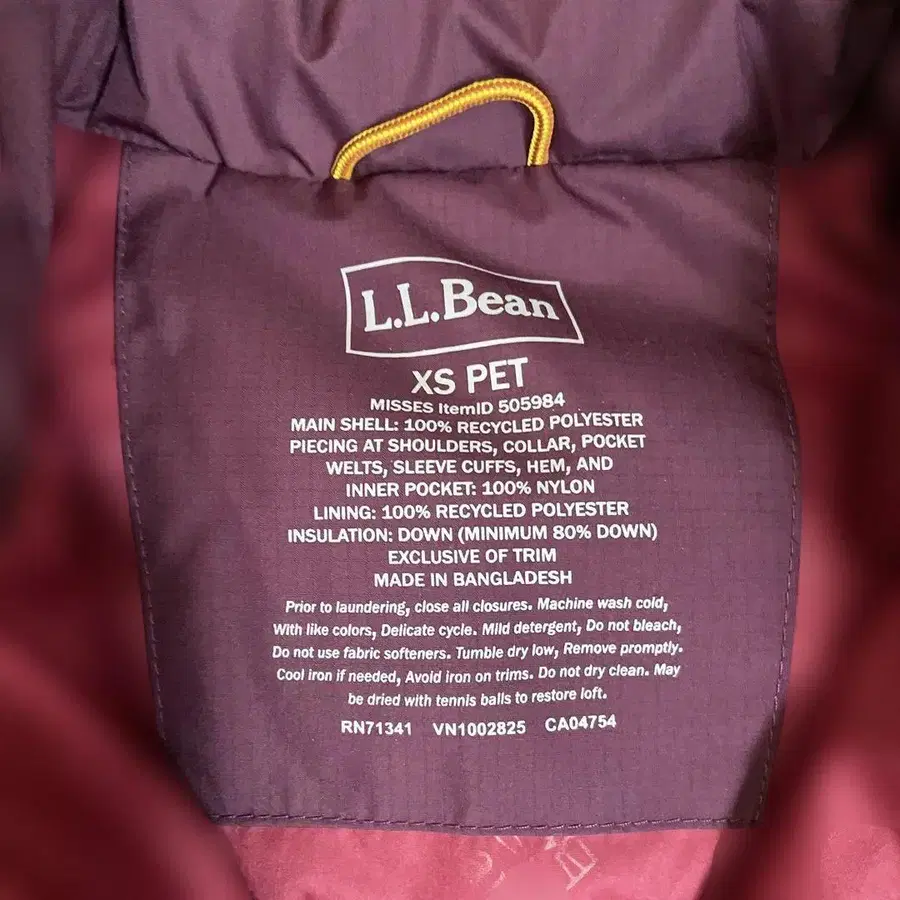 L.L.Bean
XS PET
MISSES ItemID 505984
MAIN SHELL: 100% RECYCLED POLYESTER
PIECING AT SHOULDERS, COLLAR, POCKET
WELTS, SLEEVE CUFFS, HEM, AND
INNER POCKET: 100% NYLON
LINING: 100% RECYCLED POLYESTER
INSULATION: DOWN (MINIMUM 80% DOWN)
EXCLUSIVE OF TRIM
MADE IN BANGLADESH
Prior to laundering, close all closures. Machine wash cold,
With like colors, Delicate cycle. Mild detergent, Do not bleach,
Do not use fabric softeners. Tumble dry low, Remove promptly.
Cool iron if needed, Avoid iron on trims. Do not dry clean. May
be dried with tennis balls to restore loft.
RN71341 VN1002825 CA04754